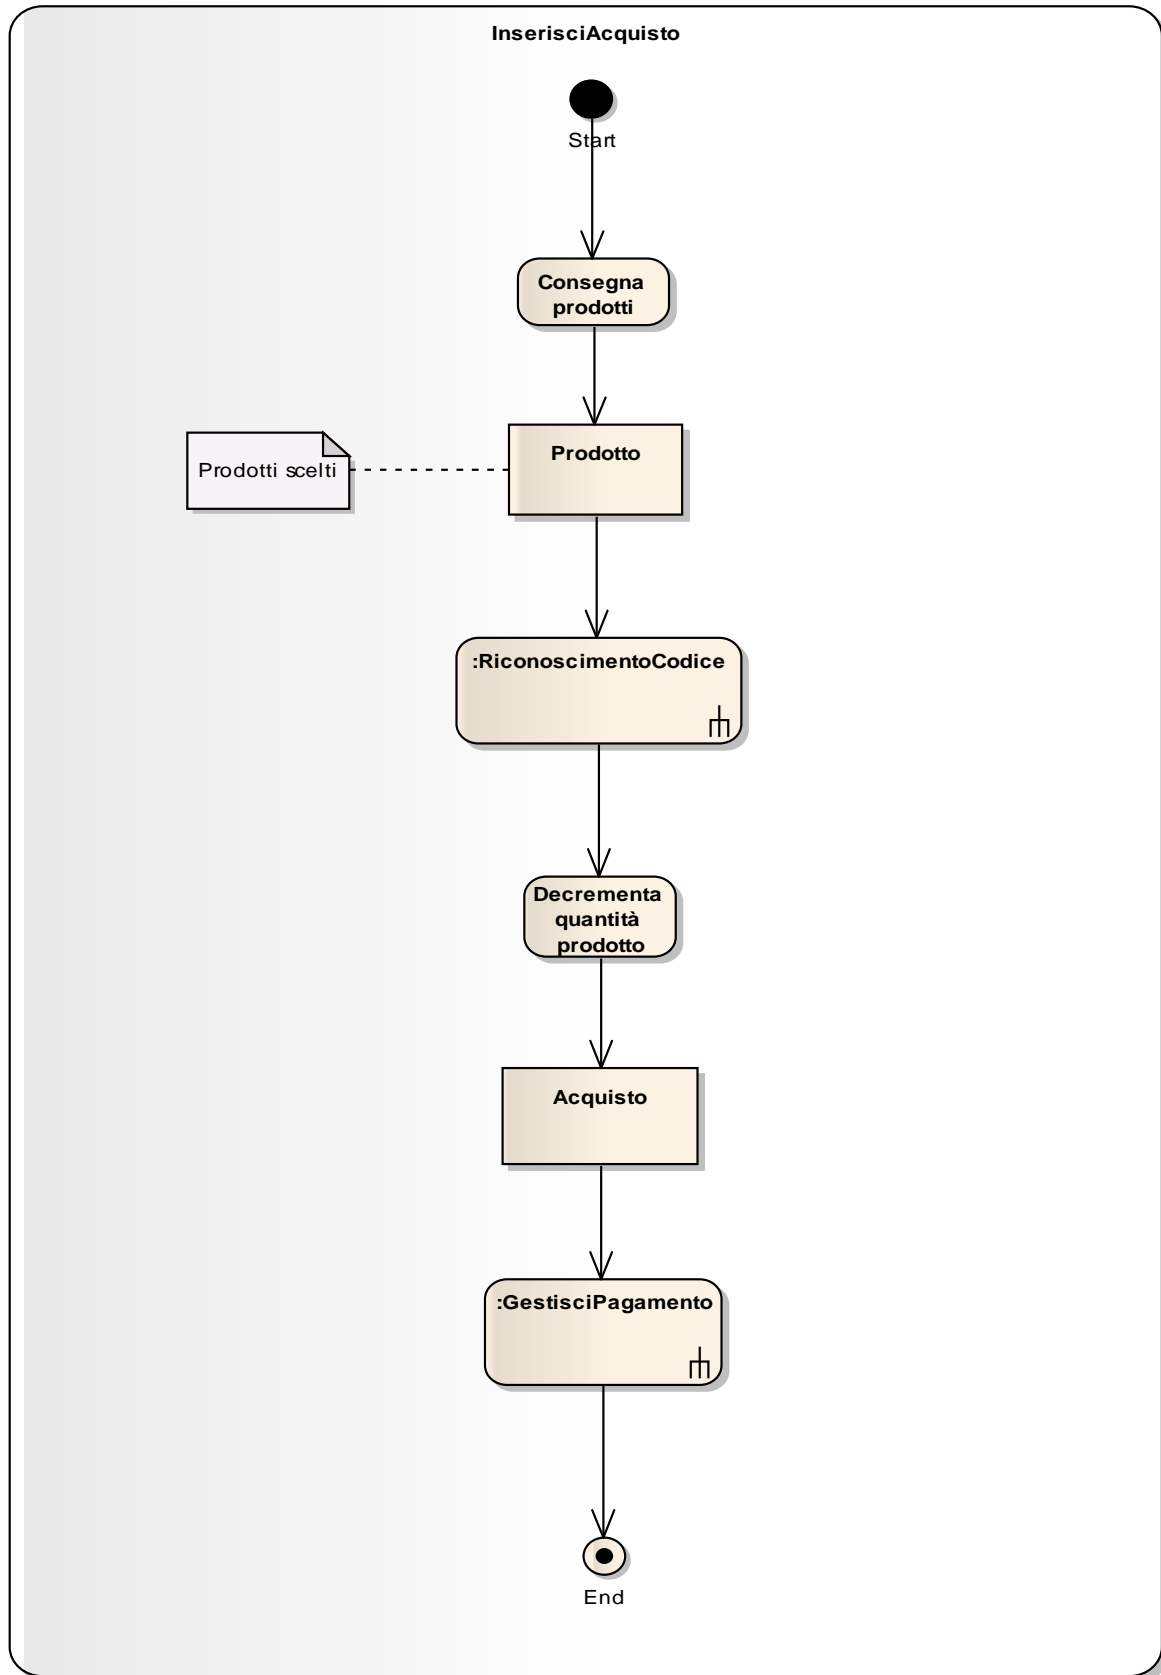 InserisciAcquisto
Start
Consegna
prodotti
Prodotto
Prodotti scelti
:RiconoscimentoCodice
Decrementa
quantità
prodotto
Acquisto
:GestisciPagamento
End